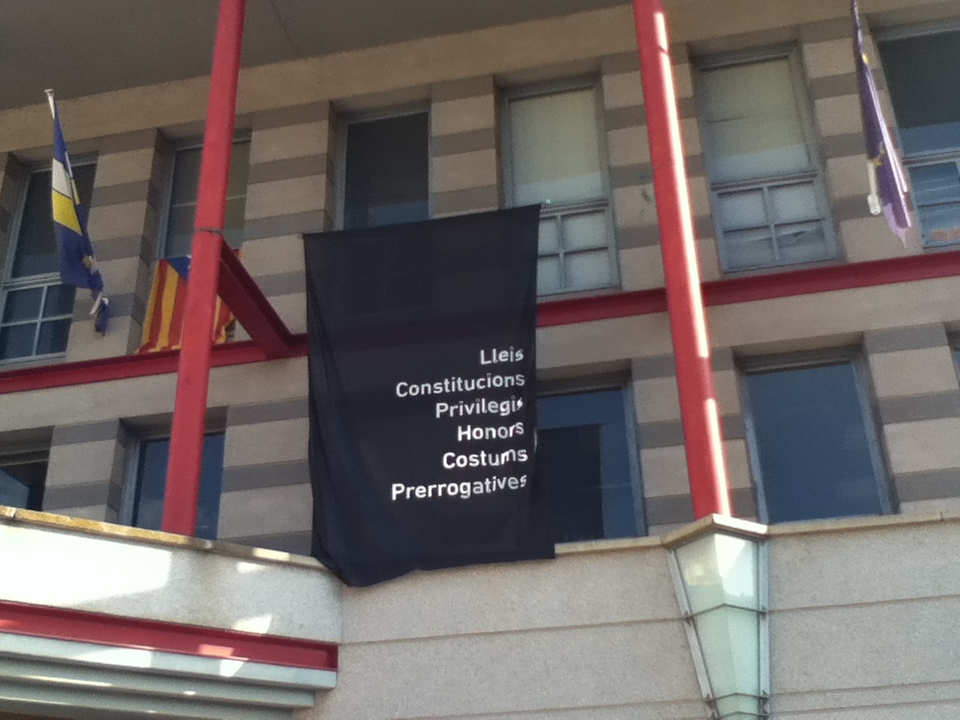 Lleis
Constitucions
Privilegis
Honors
Costums
Prerrogatives